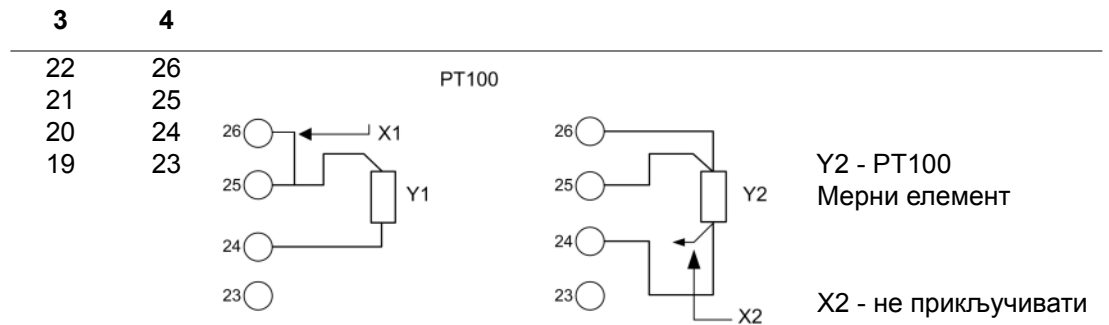 3 4
22 26
21 25
20 24
19 23
PT100
26 X1
25 Y1
24
23
26
25 Y2
24
23 X2
Y2 - PT100
Мерни елемент
X2 - не прикључивати